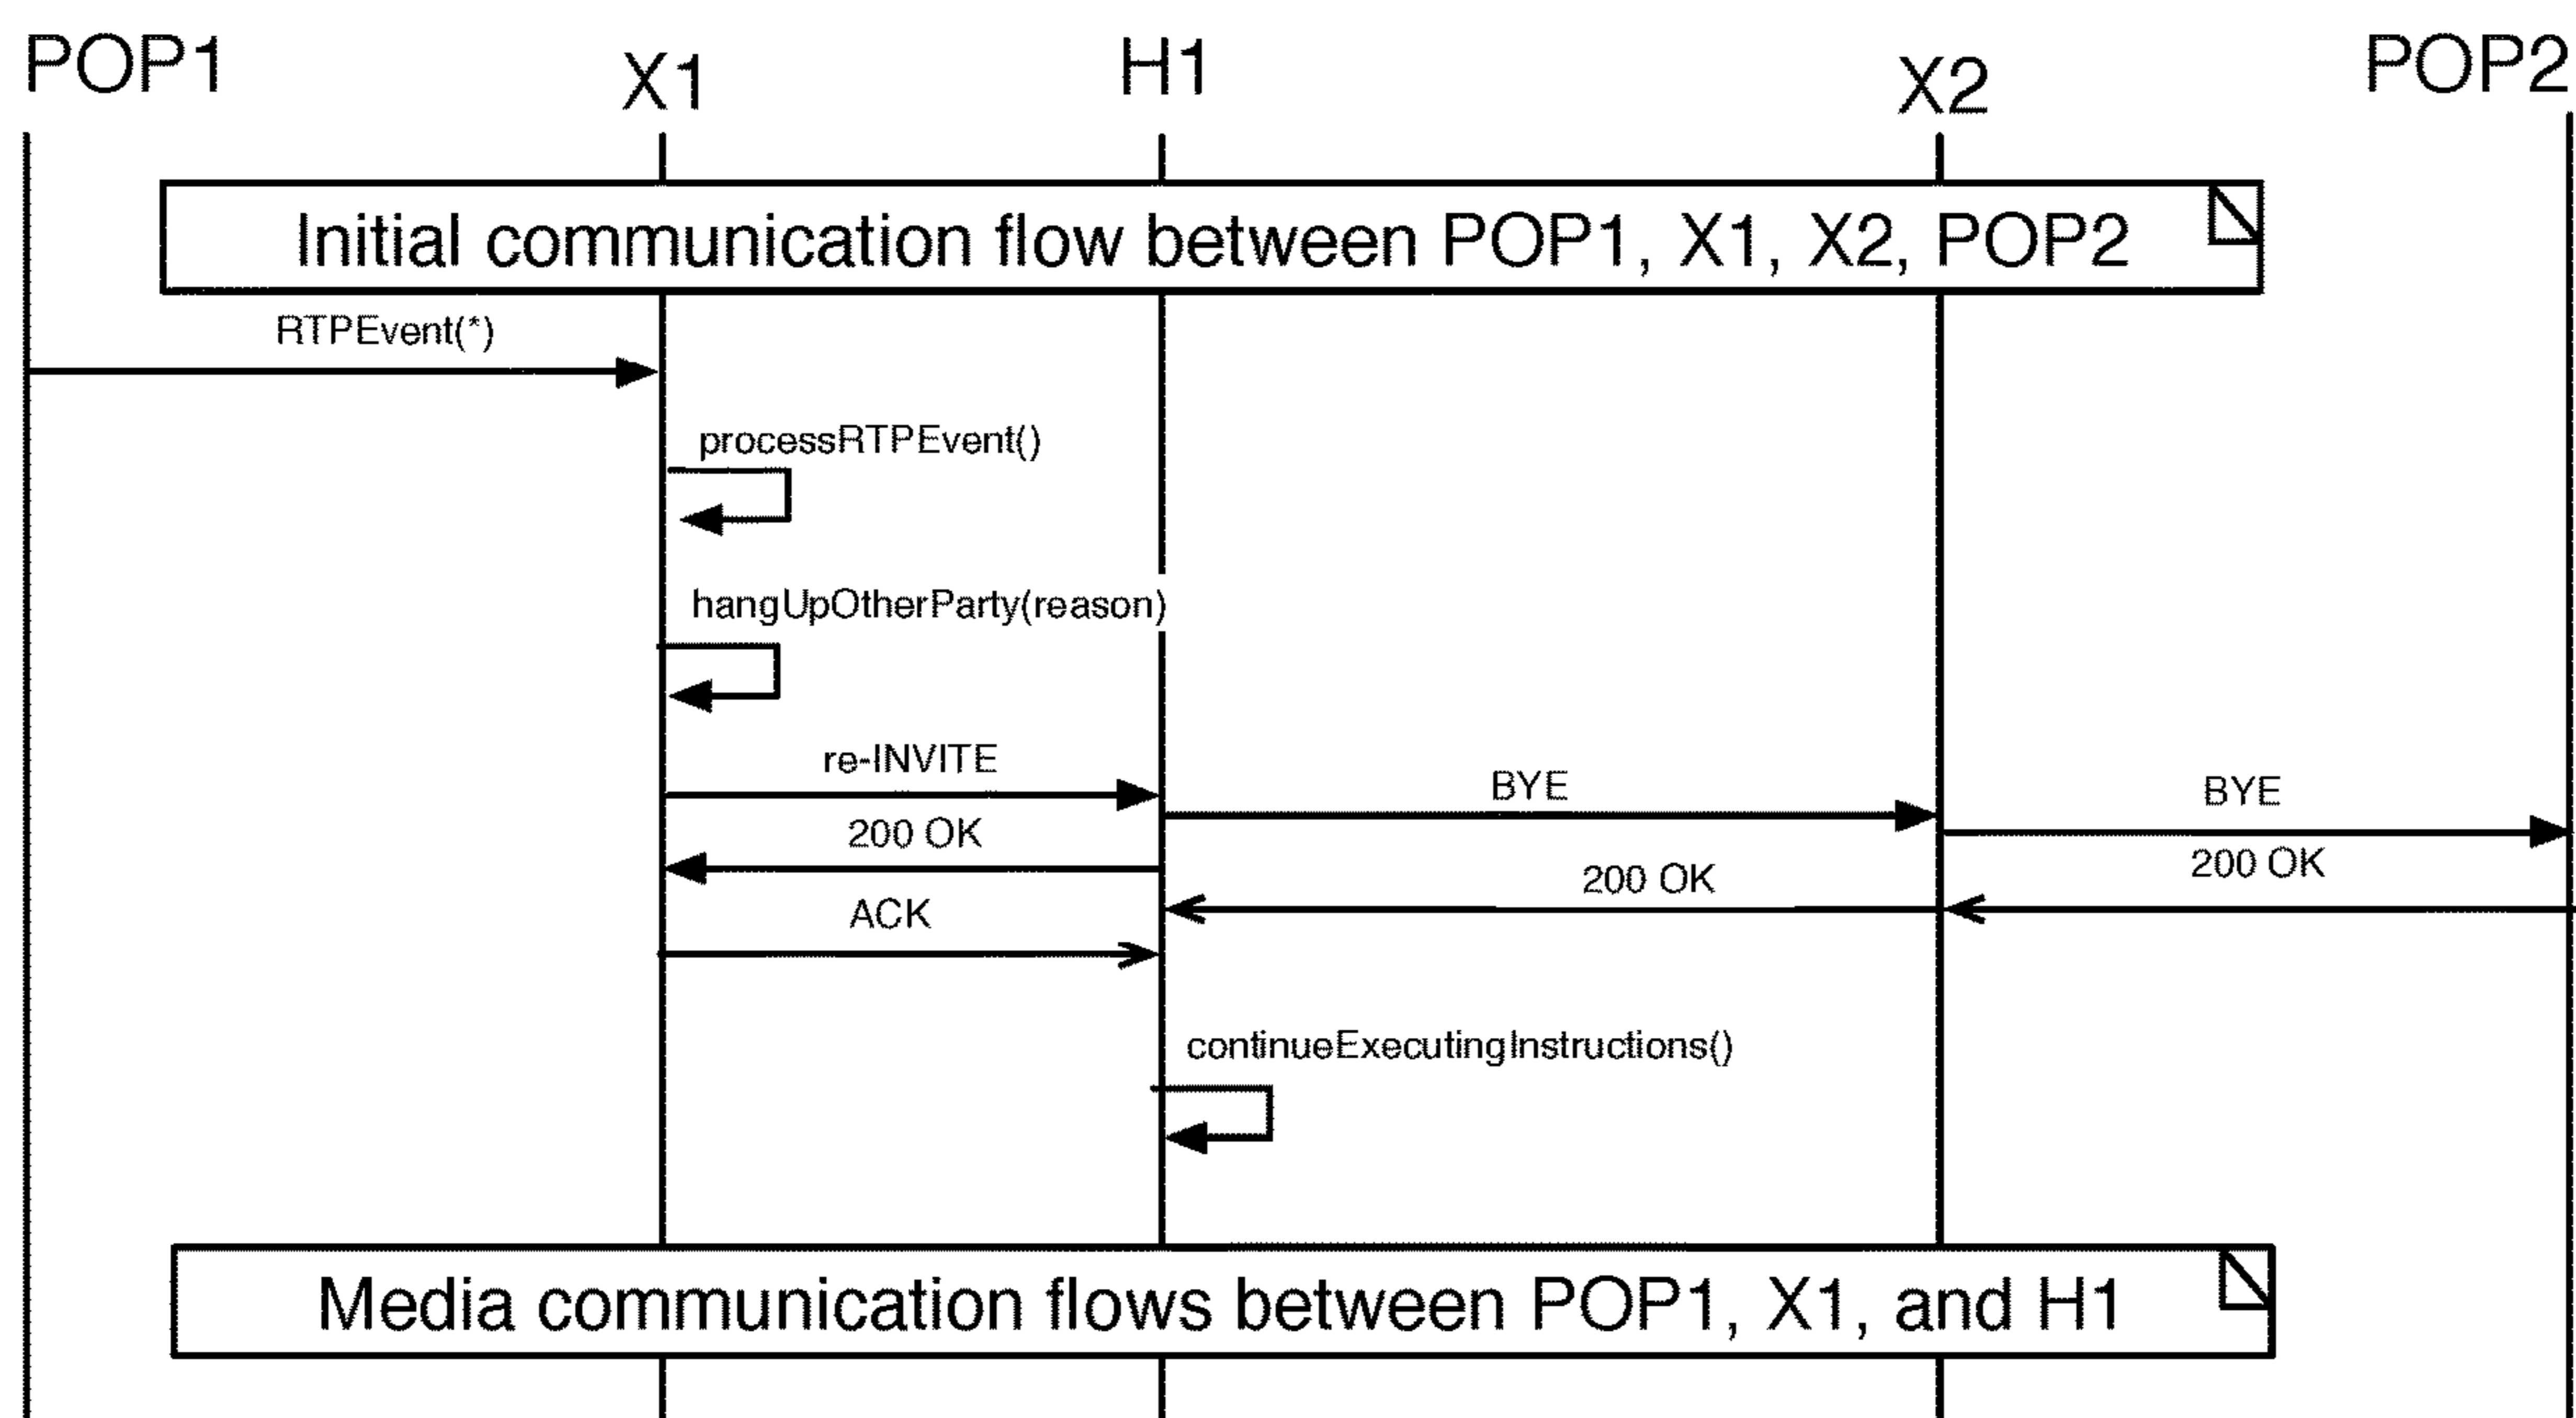 POP1
X1
H1
X2
POP2
Initial communication flow between POP1, X1, X2, POP2
RTPEvent(*)
processRTPEvent()
hangUpOtherParty(reason)
re-INVITE
BYE
BYE
200 OK
200 OK
200 OK
ACK
continueExecutingInstructions()
Media communication flows between POP1, X1, and H1